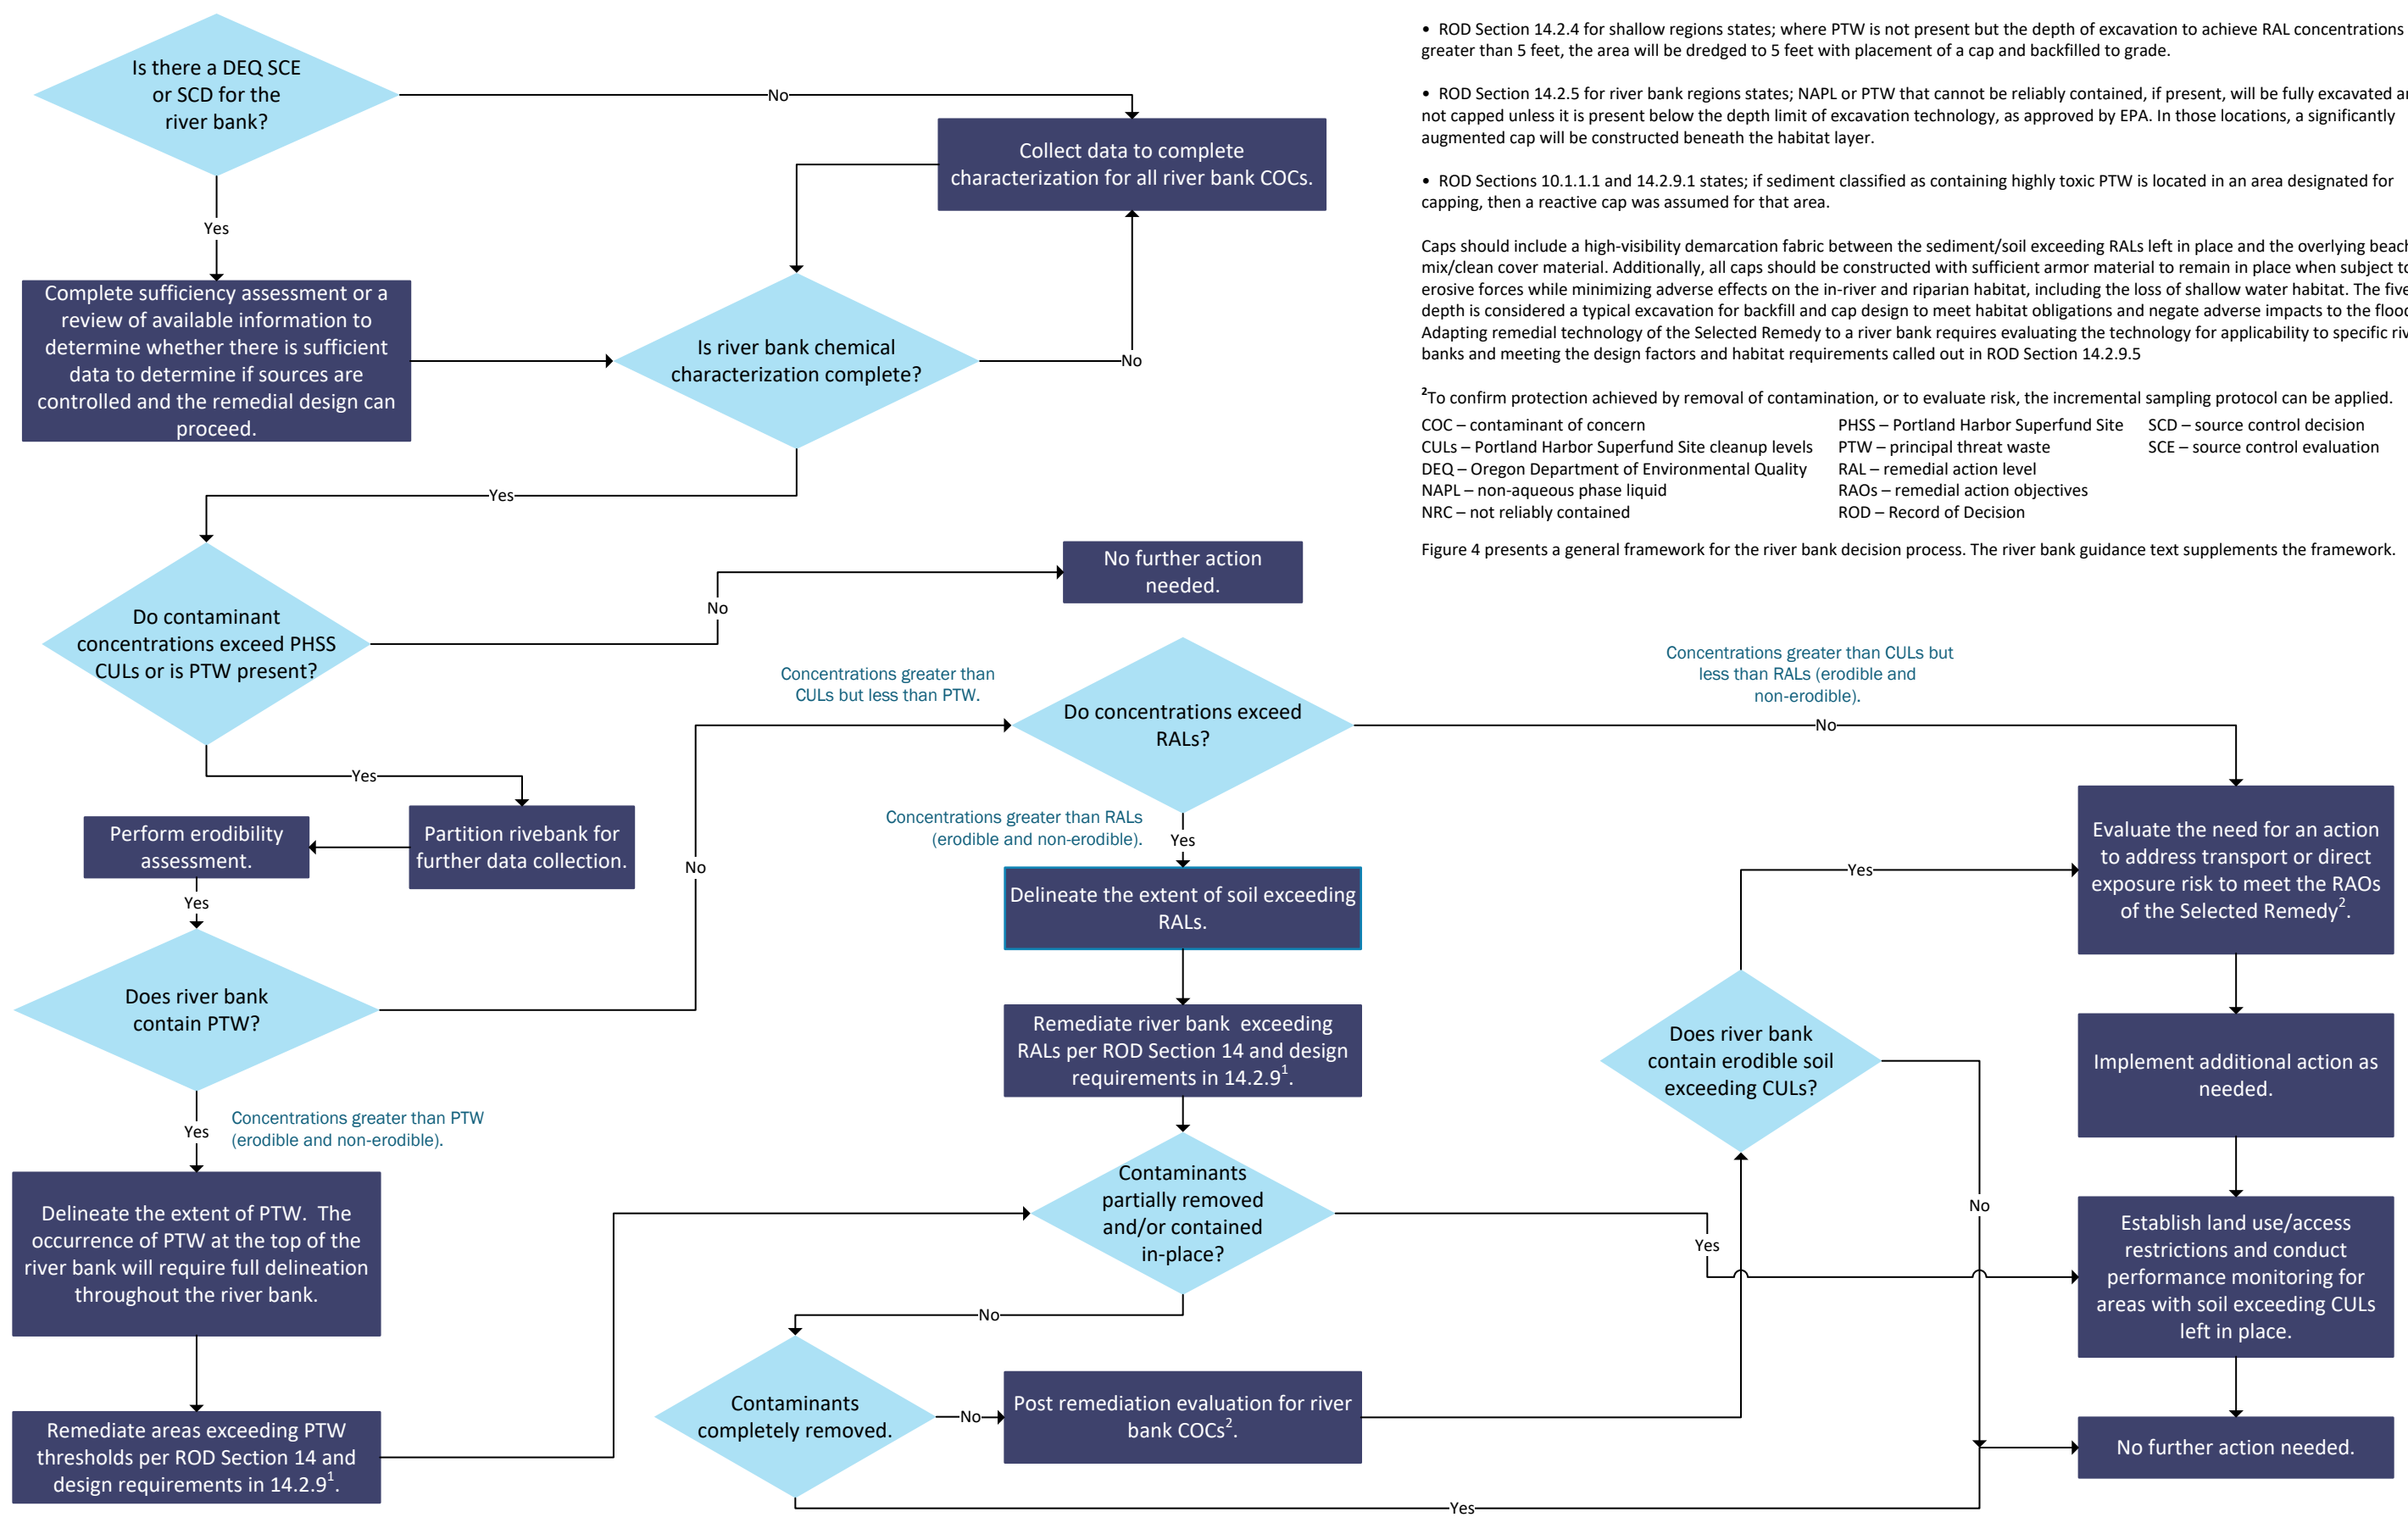 Is there a DEQ SCE
or SCD for the
river bank?
No
Collect data to complete
characterization for all river bank COCs.
Yes
Complete sufficiency assessment or a
review of available information to
determine whether there is sufficient
data to determine if sources are
controlled and the remedial design can
proceed.
Is river bank chemical
characterization complete?
No
Yes
• ROD Section 14.2.4 for shallow regions states; where PTW is not present but the depth of excavation to achieve RAL concentrations
greater than 5 feet, the area will be dredged to 5 feet with placement of a cap and backfilled to grade.
• ROD Section 14.2.5 for river bank regions states; NAPL or PTW that cannot be reliably contained, if present, will be fully excavated
not capped unless it is present below the depth limit of excavation technology, as approved by EPA. In those locations, a significantly
augmented cap will be constructed beneath the habitat layer.
• ROD Sections 10.1.1.1 and 14.2.9.1 states; if sediment classified as containing highly toxic PTW is located in an area designated for
capping, then a reactive cap was assumed for that area.
Caps should include a high-visibility demarcation fabric between the sediment/soil exceeding RALs left in place and the overlying beach
mix/clean cover material. Additionally, all caps should be constructed with sufficient armor material to remain in place when subject to
erosive forces while minimizing adverse effects on the in-river and riparian habitat, including the loss of shallow water habitat. The five
depth is considered a typical excavation for backfill and cap design to meet habitat obligations and negate adverse impacts to the flood
Adapting remedial technology of the Selected Remedy to a river bank requires evaluating the technology for applicability to specific
banks and meeting the design factors and habitat requirements called out in ROD Section 14.2.9.5
²To confirm protection achieved by removal of contamination, or to evaluate risk, the incremental sampling protocol can be applied.
COC – contaminant of concern
CULs – Portland Harbor Superfund Site cleanup levels
DEQ – Oregon Department of Environmental Quality
NAPL – non-aqueous phase liquid
NRC – not reliably contained
PHSS – Portland Harbor Superfund Site
PTW – principal threat waste
RAL – remedial action level
RAOs – remedial action objectives
ROD – Record of Decision
SCD – source control decision
SCE – source control evaluation
Figure 4 presents a general framework for the river bank decision process. The river bank guidance text supplements the framework.
Do contaminant
concentrations exceed PHSS
CULs or is PTW present?
No
No further action
needed.
Yes
Partition rivebank for
further data collection.
Perform erodibility
assessment.
Yes
Does river bank
contain PTW?
No
Concentrations greater than
CULs but less than PTW.
Yes
Concentrations greater than PTW
(erodible and non-erodible).
Delineate the extent of PTW. The
occurrence of PTW at the top of the
river bank will require full delineation
throughout the river bank.
Remediate areas exceeding PTW
thresholds per ROD Section 14 and
design requirements in 14.2.9¹.
Do concentrations exceed
RALs?
Concentrations greater than CULs but
less than RALs (erodible and
non-erodible).
No
Concentrations greater than RALs
(erodible and non-erodible).
Yes
Delineate the extent of soil exceeding
RALs.
Remediate river bank exceeding
RALs per ROD Section 14 and design
requirements in 14.2.9¹.
Contaminants
partially removed
and/or contained
in-place?
Yes
No
Contaminants
completely removed.
No
Post remediation evaluation for river
bank COCs².
Yes
Does river bank
contain erodible soil
exceeding CULs?
Yes
No
Evaluate the need for an action
to address transport or direct
exposure risk to meet the RAOs
of the Selected Remedy².
Implement additional action as
needed.
Establish land use/access
restrictions and conduct
performance monitoring for
areas with soil exceeding CULs
left in place.
No further action needed.